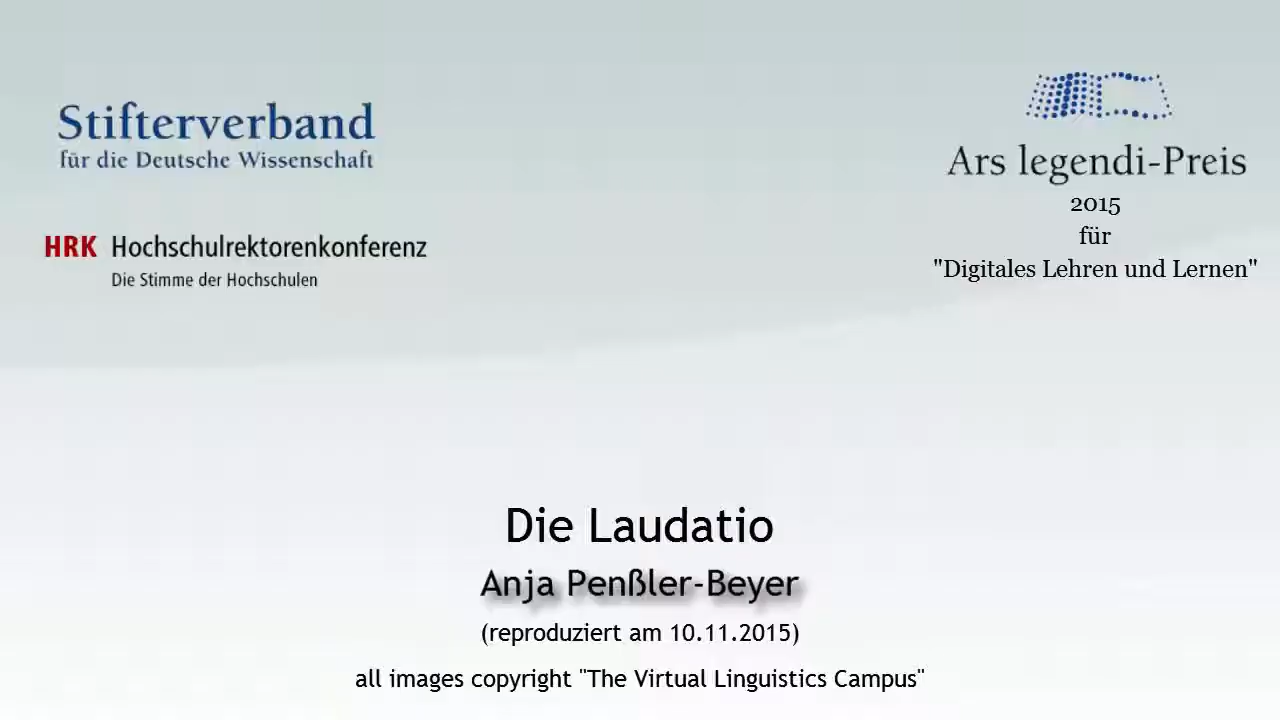 Stifterverband
für die Deutsche Wissenschaft
HRK Hochschulrektorenkonferenz
Die Stimme der Hochschulen
Ars legendi-Preis
2015
für
"Digitales Lehren und Lernen"
Die Laudatio
Anja Penßler-Beyer
(reproduziert am 10.11.2015)
all images copyright "The Virtual Linguistics Campus"